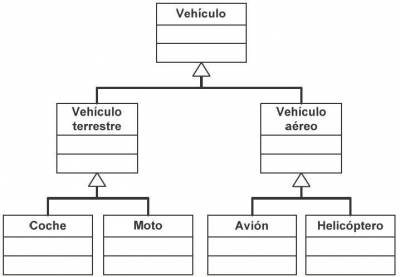 Vehículo
Vehículo
terrestre
Vehículo
aéreo
Coche
Moto
Avión
Helicóptero